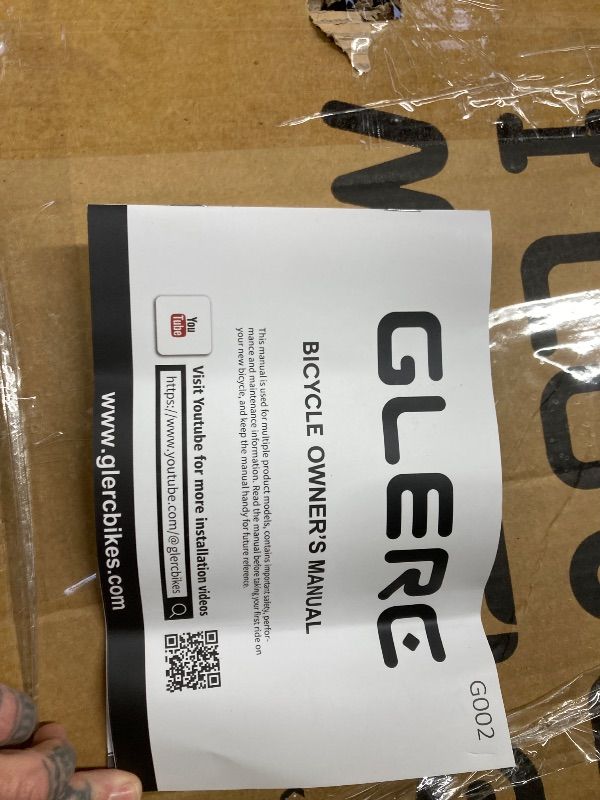 G002
GLERC
BICYCLE OWNER'S MANUAL
This manual is used for multiple product models, contains important safety, perfor-
mance and maintenance information. Read the manual before taking your first ride on
your new bicycle, and keep the manual handy for future reference.
You
Tube
Visit Youtube for more installation videos
https://www.youtube.com/@glercbikes
www.glercbikes.com